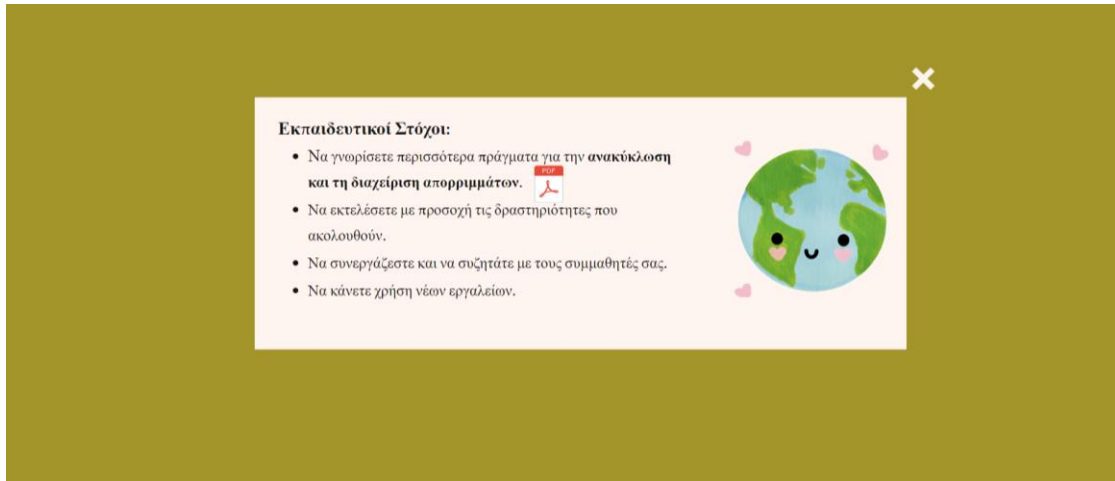 Εκπαιδευτικοί Στόχοι:
• Να γνωρίσετε περισσότερα πράγματα για την ανακύκλωση
και τη διαχείριση απορριμμάτων.
PDF
• Να εκτελέσετε με προσοχή τις δραστηριότητες που
ακολουθούν.
• Να συνεργάζεστε και να συζητάτε με τους συμμαθητές σας.
• Να κάνετε χρήση νέων εργαλείων.